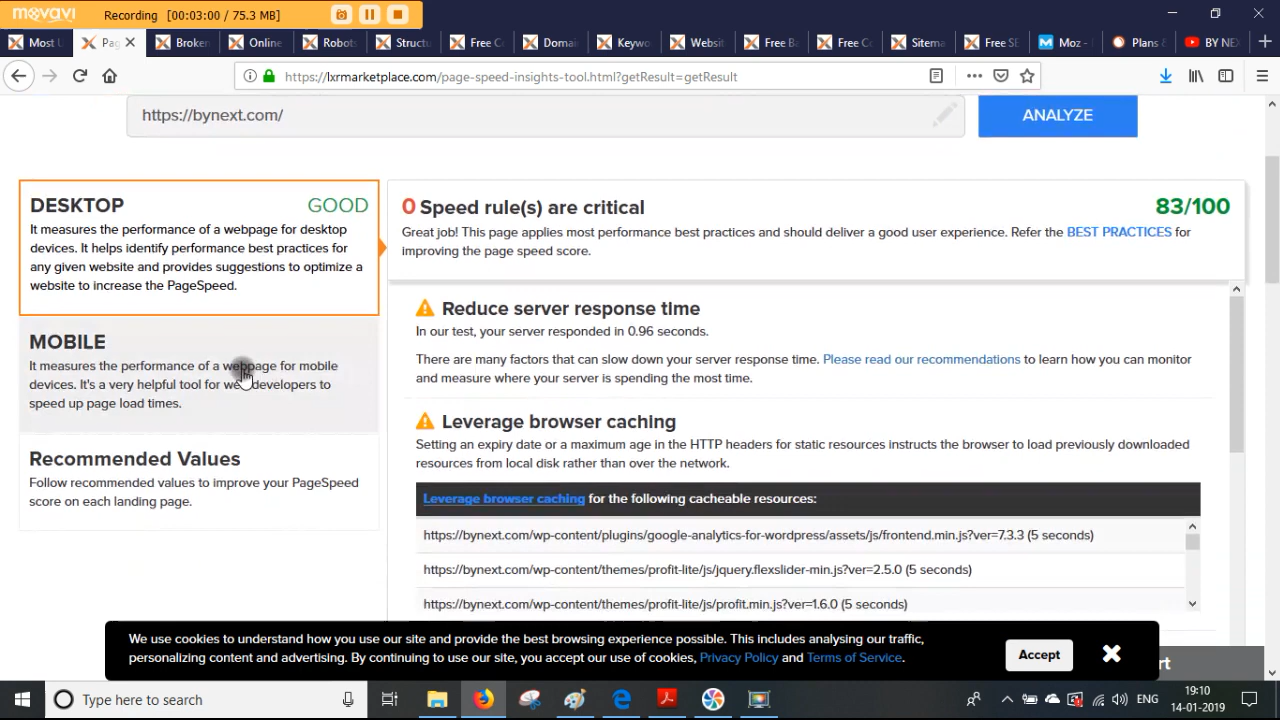 movavi Recording [00:03:00 / 75.3 MB]
Most U Pag Broken Online Robots Structu Free C Domai Keywo Websit Free Ba Free Co Sitema Free SE Moz - Plans & BY NEX
https://lxrmarketplace.com/page-speed-insights-tool.html?getResult=getResult
https://bynext.com/ ANALYZE
DESKTOP GOOD
It measures the performance of a webpage for desktop
devices. It helps identify performance best practices for
any given website and provides suggestions to optimize a
website to increase the PageSpeed.
MOBILE
It measures the performance of a webpage for mobile
devices. It's a very helpful tool for web developers to
speed up page load times.
Recommended Values
Follow recommended values to improve your PageSpeed
score on each landing page.
0 Speed rule(s) are critical 83/100
Great job! This page applies most performance best practices and should deliver a good user experience. Refer the BEST PRACTICES for
improving the page speed score.
Reduce server response time
In our test, your server responded in 0.96 seconds.
There are many factors that can slow down your server response time. Please read our recommendations to learn how you can monitor
and measure where your server is spending the most time.
Leverage browser caching
Setting an expiry date or a maximum age in the HTTP headers for static resources instructs the browser to load previously downloaded
resources from local disk rather than over the network.
Leverage browser caching for the following cacheable resources:
https://bynext.com/wp-content/plugins/google-analytics-for-wordpress/assets/js/frontend.min.js?ver=7.3.3 (5 seconds)
https://bynext.com/wp-content/themes/profit-lite/js/jquery.flexslider-min.js?ver=2.5.0 (5 seconds)
https://bynext.com/wp-content/themes/profit-lite/js/profit.min.js?ver=1.6.0 (5 seconds)
We use cookies to understand how you use our site and provide the best browsing experience possible. This includes analysing our traffic,
personalizing content and advertising. By continuing to use our site, you accept our use of cookies, Privacy Policy and Terms of Service.
Accept
rt
Type here to search
ENG
19:10
14-01-2019